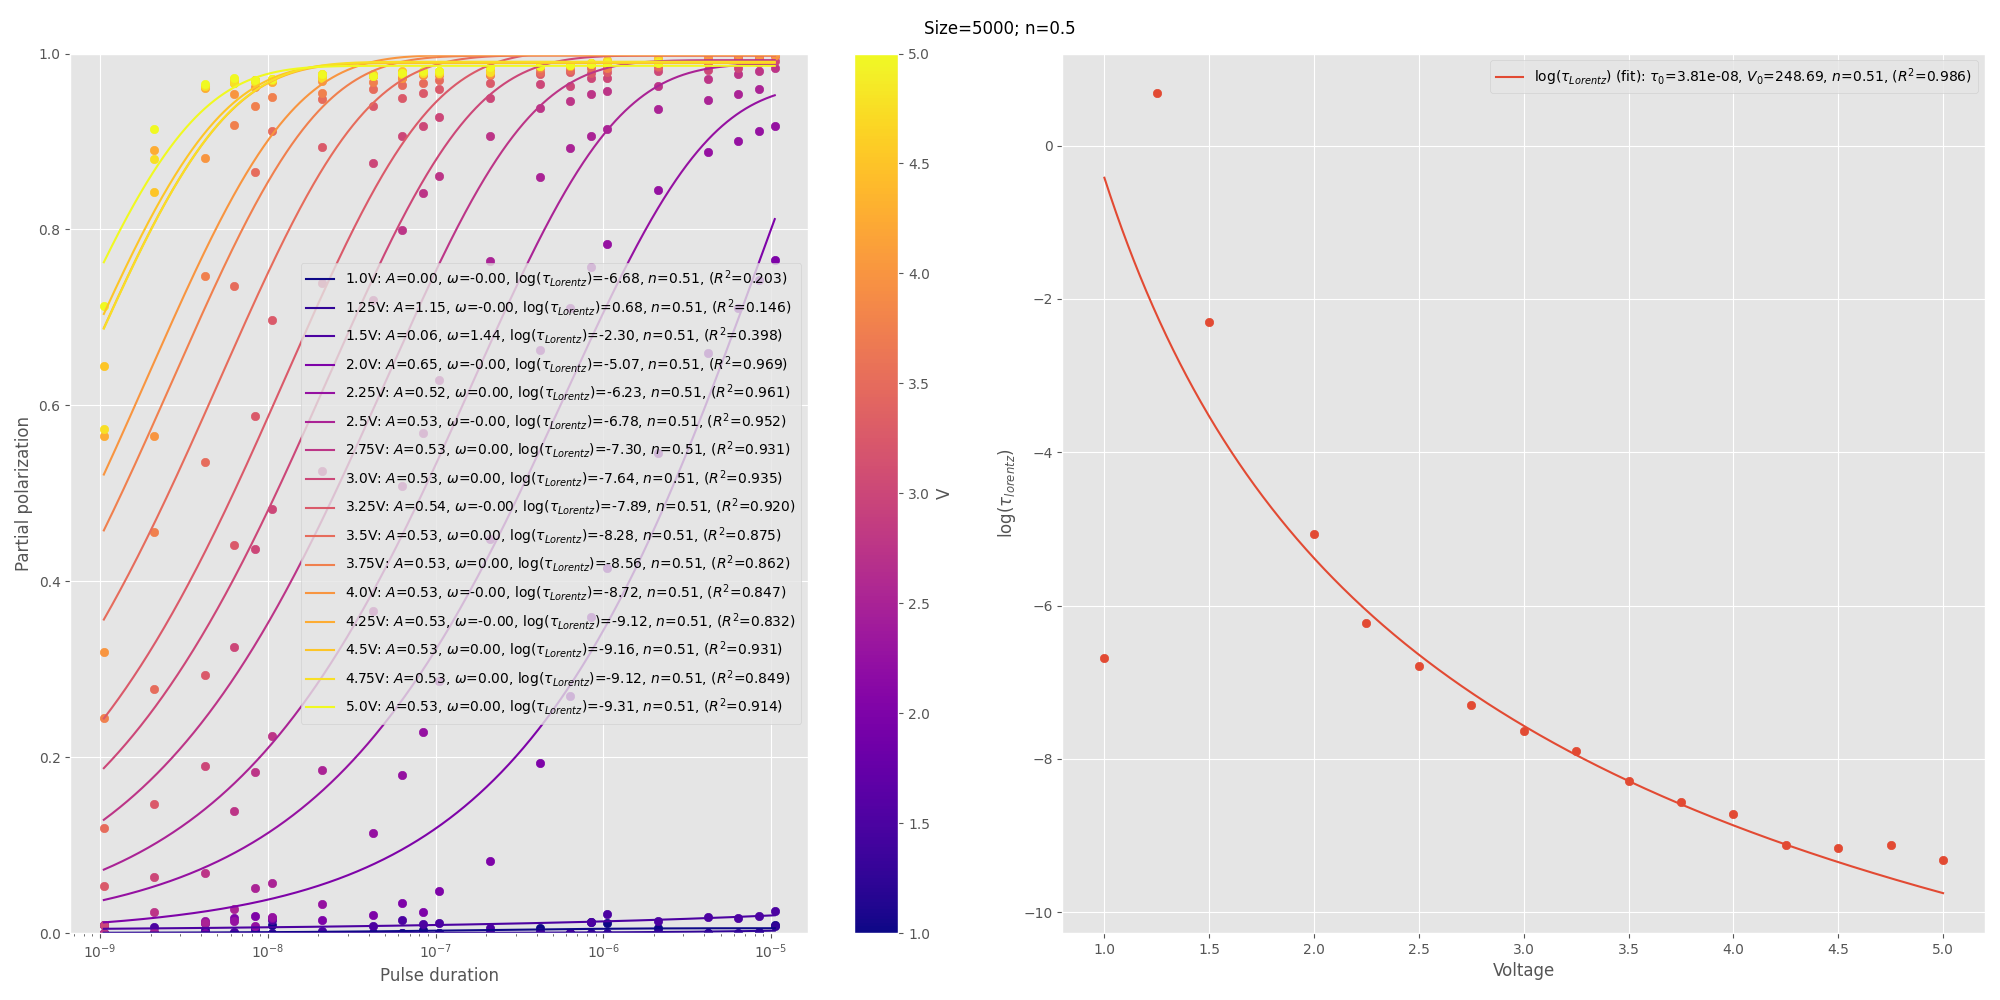 Size=5000; n=0.5
Partial polarization
1.0
0.8
0.6
0.4
0.2
0.0
1.0V: A=0.00, ω=-0.00, log(τ_Lorentz)=-6.68, n=0.51, (R²=0.203)
1.25V: A=1.15, ω=-0.00, log(τ_Lorentz)=0.68, n=0.51, (R²=0.146)
1.5V: A=0.06, ω=1.44, log(τ_Lorentz)=-2.30, n=0.51, (R²=0.398)
2.0V: A=0.65, ω=-0.00, log(τ_Lorentz)=-5.07, n=0.51, (R²=0.969)
2.25V: A=0.52, ω=0.00, log(τ_Lorentz)=-6.23, n=0.51, (R²=0.961)
2.5V: A=0.53, ω=-0.00, log(τ_Lorentz)=-6.78, n=0.51, (R²=0.952)
2.75V: A=0.53, ω=0.00, log(τ_Lorentz)=-7.30, n=0.51, (R²=0.931)
3.0V: A=0.53, ω=0.00, log(τ_Lorentz)=-7.64, n=0.51, (R²=0.935)
3.25V: A=0.54, ω=-0.00, log(τ_Lorentz)=-7.89, n=0.51, (R²=0.920)
3.5V: A=0.53, ω=0.00, log(τ_Lorentz)=-8.28, n=0.51, (R²=0.875)
3.75V: A=0.53, ω=0.00, log(τ_Lorentz)=-8.56, n=0.51, (R²=0.862)
4.0V: A=0.53, ω=-0.00, log(τ_Lorentz)=-8.72, n=0.51, (R²=0.847)
4.25V: A=0.53, ω=-0.00, log(τ_Lorentz)=-9.12, n=0.51, (R²=0.832)
4.5V: A=0.53, ω=0.00, log(τ_Lorentz)=-9.16, n=0.51, (R²=0.931)
4.75V: A=0.53, ω=0.00, log(τ_Lorentz)=-9.12, n=0.51, (R²=0.849)
5.0V: A=0.53, ω=0.00, log(τ_Lorentz)=-9.31, n=0.51, (R²=0.914)
10⁻⁹ 10⁻⁸ 10⁻⁷ 10⁻⁶ 10⁻⁵
Pulse duration
5.0
4.5
4.0
3.5
3.0
2.5
2.0
1.5
1.0
V
log(τ_Lorentz) (fit): τ₀=3.81e-08, V₀=248.69, n=0.51, (R²=0.986)
log(τ_lorentz)
0
−2
−4
−6
−8
−10
1.0 1.5 2.0 2.5 3.0 3.5 4.0 4.5 5.0
Voltage